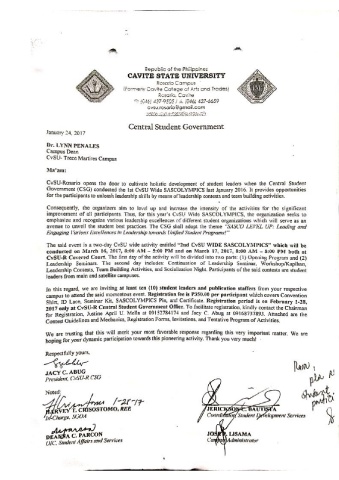 Republic of the Philippines
CAVITE STATE UNIVERSITY
Rosario Campus
(Formerly Cavite College of Arts and Trades)
Rosario, Cavite
(046) 437-9505 / (046) 437-6659
cvsurosario@gmail.com
Central Student Government
January 24, 2017
Dr. LYNN PENALES
Campus Dean
CvSU- Trece Martires Campus
Ma'am:
CvSU-Rosario opens the door to cultivate holistic development of student leaders when the Central Student
Government (CSG) conducted the 1st CvSU Wide SASCOLYMPICS last January 2016. It provides opportunities
for the participants to unleash leadership skills by means of leadership contests and team building activities.
Consequently, the organizers aim to level up and increase the intensity of the activities for the significant
improvement of all participants. Thus, for this year's CvSU Wide SASCOLYMPICS, the organization seeks to
emphasize and recognize various leadership excellences of different student organizations which will serve as an
avenue to unveil the student best practices. The CSG shall adopt the theme "SASCO LEVEL UP: Leading and
Engaging Various Excellences in Leadership towards Unified Student Programs!"
The said event is a two-day CvSU wide activity entitled "2nd CvSU WIDE SASCOLYMPICS" which will be
conducted on March 16, 2017, 8:00 AM – 5:00 PM and on March 17, 2017, 8:00 AM – 8:00 PM both at
CvSU-R Covered Court. The first day of the activity will be divided into two parts: (1) Opening Program and (2)
Leadership Seminars. The second day includes: Continuation of Leadership Seminar, Workshop/Kapihan,
Leadership Contests, Team Building Activities, and Socialization Night. Participants of the said contests are student
leaders from main and satellite campuses.
In this regard, we are inviting at least ten (10) student leaders and publication staffers from your respective
campus to attend the said momentous event. Registration fee is P350.00 per participant which covers Convention
Shirt, ID Lace, Seminar Kit, SASCOLYMPICS Pin, and Certificate. Registration period is on February 1-28,
2017 only at CvSU-R Central Student Government Office. To facilitate registration, kindly contact the Chairman
for Registration, Justine April U. Mella at 09152784174 and Jacy C. Abug at Attached are the
Contest Guidelines and Mechanics, Registration Forms, Invitations, and Tentative Program of Activities.
We are trusting that this will merit your most favorable response regarding this very important matter. We are
hoping for your dynamic participation towards this pioneering activity. Thank you very much!
Respectfully yours,
JACY C. ABUG
President, CvSU-R CSG
Noted:
1-25-17
HARVEY T. CRISOSTOMO, REE
In-Charge, SGOA
JERICKSON C. BAUTISTA
Coordinator, Student Development Services
DEANNA C. PARCON
OIC, Student Affairs and Services
JOSE P. LISAMA
Campus Administrator